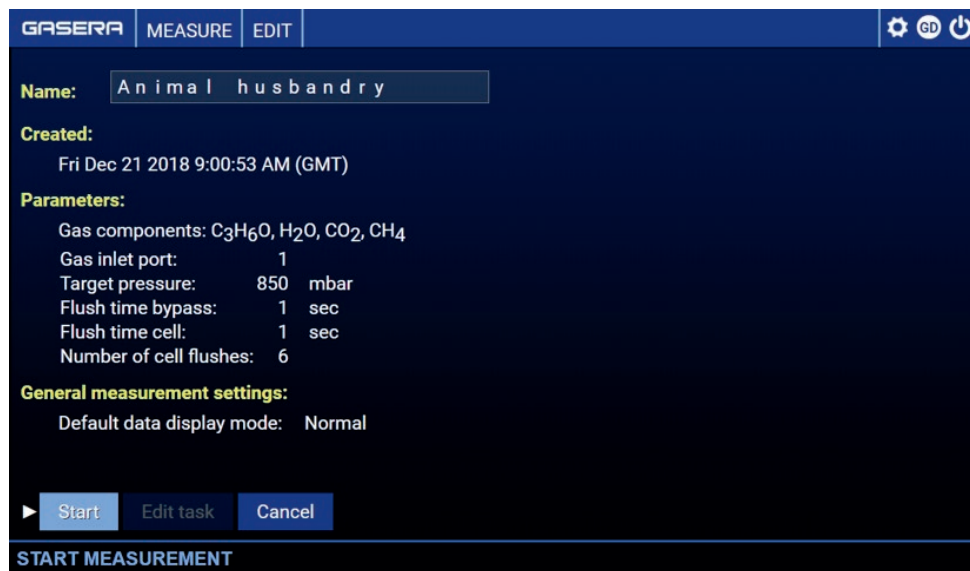 GASERA MEASURE EDIT GD
Name: Animal husbandry
Created:
Fri Dec 21 2018 9:00:53 AM (GMT)
Parameters:
Gas components: C₃H₆O, H₂O, CO₂, CH₄
Gas inlet port: 1
Target pressure: 850 mbar
Flush time bypass: 1 sec
Flush time cell: 1 sec
Number of cell flushes: 6
General measurement settings:
Default data display mode: Normal
Start Edit task Cancel
START MEASUREMENT